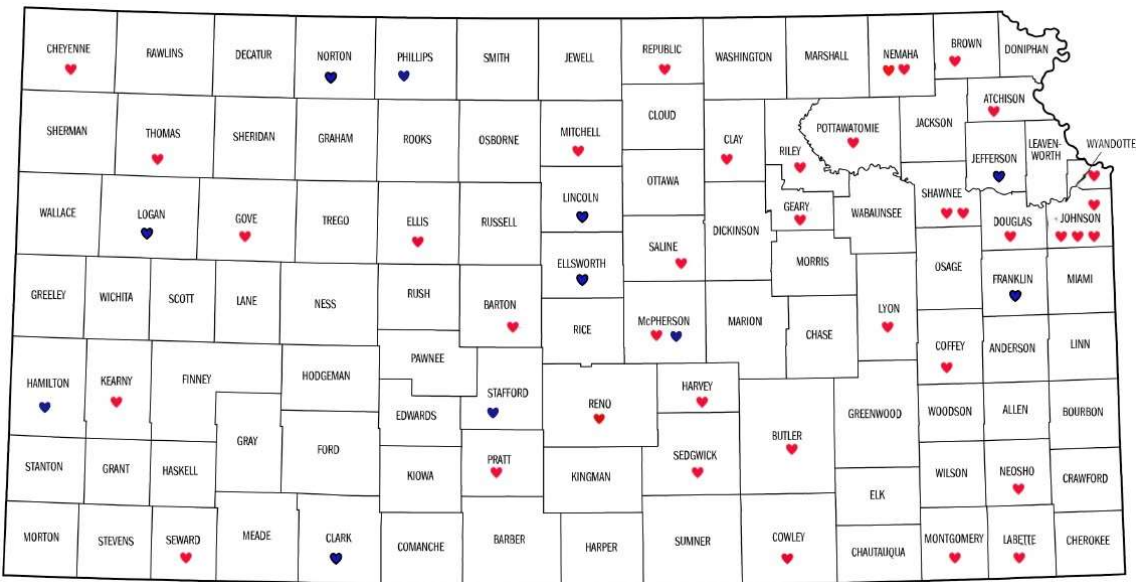 CHEYENNE
RAWLINS
DECATUR
NORTON
PHILLIPS
SMITH
JEWELL
REPUBLIC
WASHINGTON
MARSHALL
NEMAHA
BROWN
DONIPHAN
SHERMAN
THOMAS
SHERIDAN
GRAHAM
ROOKS
OSBORNE
MITCHELL
CLOUD
CLAY
RILEY
POTTAWATOMIE
JACKSON
ATCHISON
JEFFERSON
LEAVEN-
WORTH
WYANDOTTE
WALLACE
LOGAN
GOVE
TREGO
ELLIS
RUSSELL
LINCOLN
OTTAWA
DICKINSON
GEARY
WABAUNSEE
SHAWNEE
DOUGLAS
JOHNSON
ELLSWORTH
SALINE
MORRIS
OSAGE
FRANKLIN
MIAMI
GREELEY
WICHITA
SCOTT
LANE
NESS
RUSH
BARTON
RICE
McPHERSON
MARION
CHASE
LYON
COFFEY
ANDERSON
LINN
HAMILTON
KEARNY
FINNEY
HODGEMAN
PAWNEE
STAFFORD
RENO
HARVEY
BUTLER
GREENWOOD
WOODSON
ALLEN
BOURBON
EDWARDS
GRAY
FORD
STANTON
GRANT
HASKELL
KIOWA
PRATT
KINGMAN
SEDGWICK
ELK
WILSON
NEOSHO
CRAWFORD
MORTON
STEVENS
SEWARD
MEADE
CLARK
COMANCHE
BARBER
HARPER
SUMNER
COWLEY
CHAUTAUQUA
MONTGOMERY
LABETTE
CHEROKEE